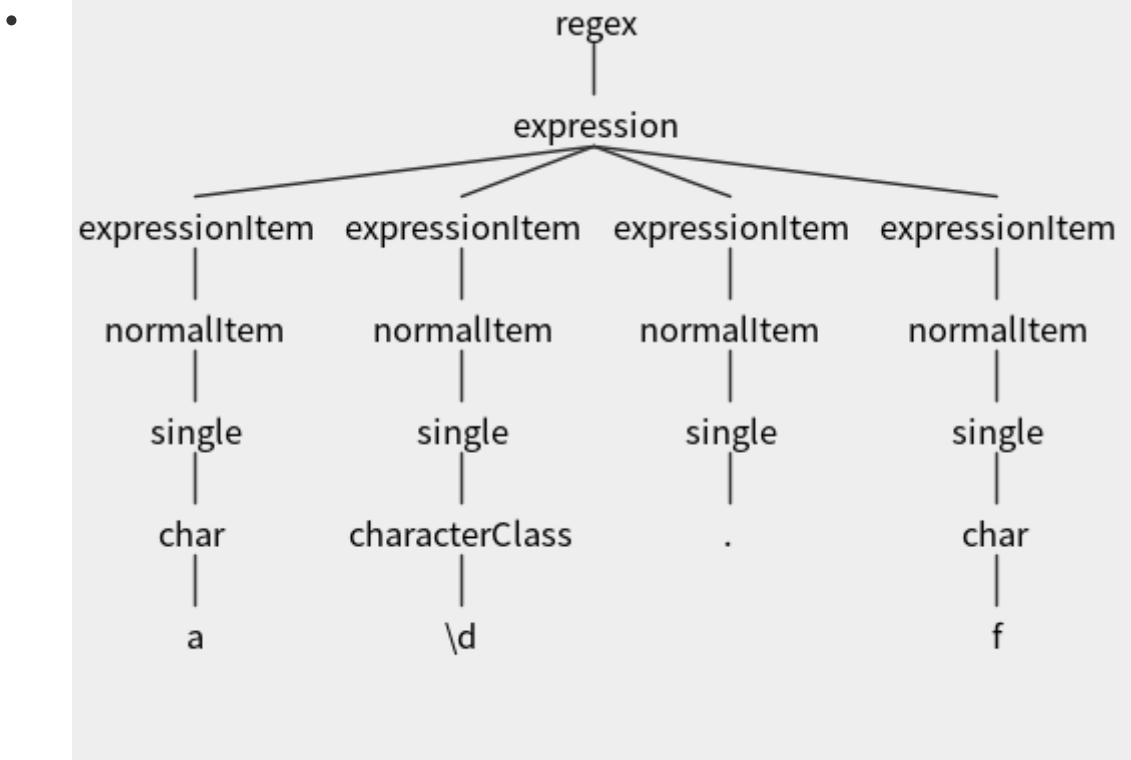 regex
expression
expressionItem expressionItem expressionItem expressionItem
normalItem normalItem normalItem normalItem
single single single single
char characterClass . char
a \d f